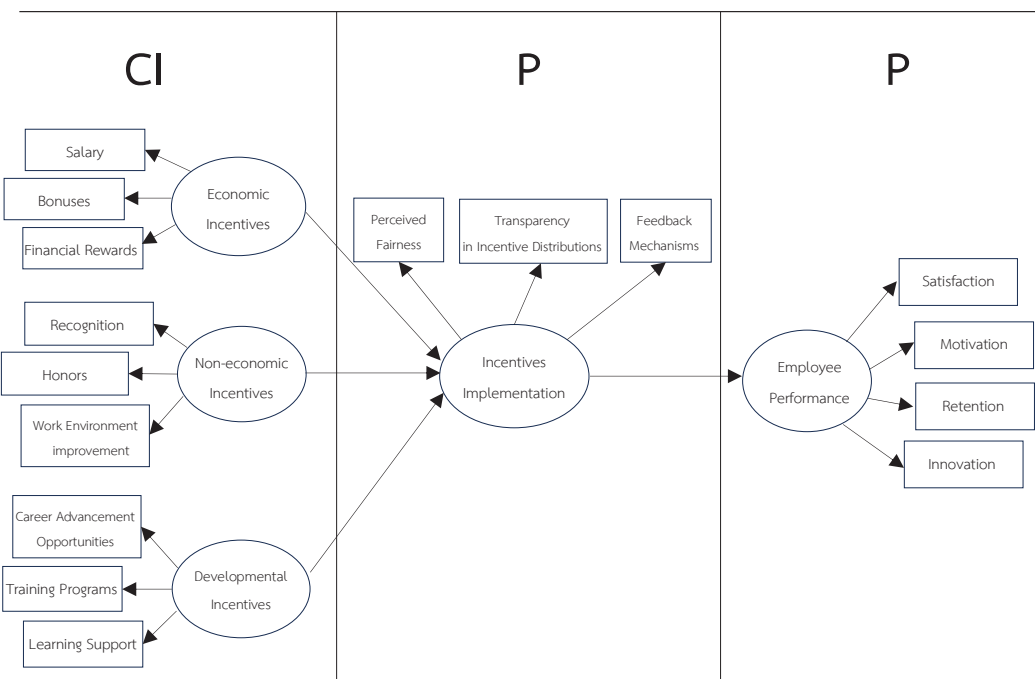 CI
P
P
Salary
Bonuses
Financial Rewards
Economic
Incentives
Recognition
Honors
Work Environment
improvement
Non-economic
Incentives
Career Advancement
Opportunities
Training Programs
Learning Support
Developmental
Incentives
Perceived
Fairness
Transparency
in Incentive Distributions
Feedback
Mechanisms
Incentives
Implementation
Employee
Performance
Satisfaction
Motivation
Retention
Innovation